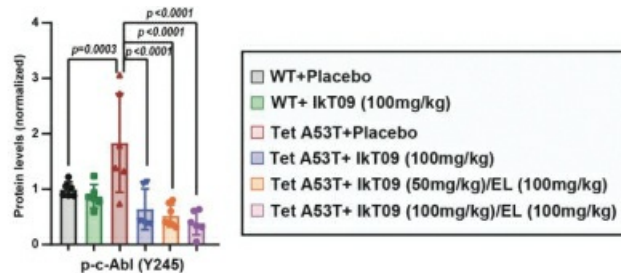 p<0.0001
p<0.0001
p=0.0003
p<0.0001
Protein levels (normalized)
4
3
2
1
0
p-c-Abl (Y245)
WT+Placebo
WT+ IkT09 (100mg/kg)
Tet A53T+Placebo
Tet A53T+ IkT09 (100mg/kg)
Tet A53T+ IkT09 (50mg/kg)/EL (100mg/kg)
Tet A53T+ IkT09 (100mg/kg)/EL (100mg/kg)